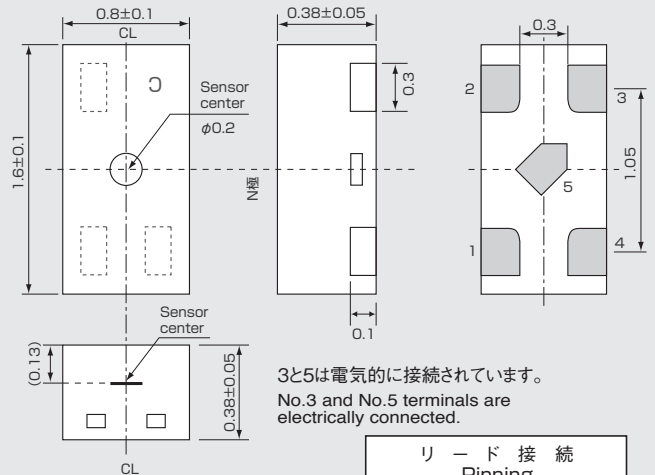 0.8±0.1
CL
0.38±0.05
0.3
C
Sensor
center
φ0.2
1.6±0.1
0.3
N極
2
3
1.05
5
1
4
0.1
Sensor
center
(0.13)
0.38±0.05
CL
3と5は電気的に接続されています。
No.3 and No.5 terminals are
electrically connected.
リード接続
Pinning